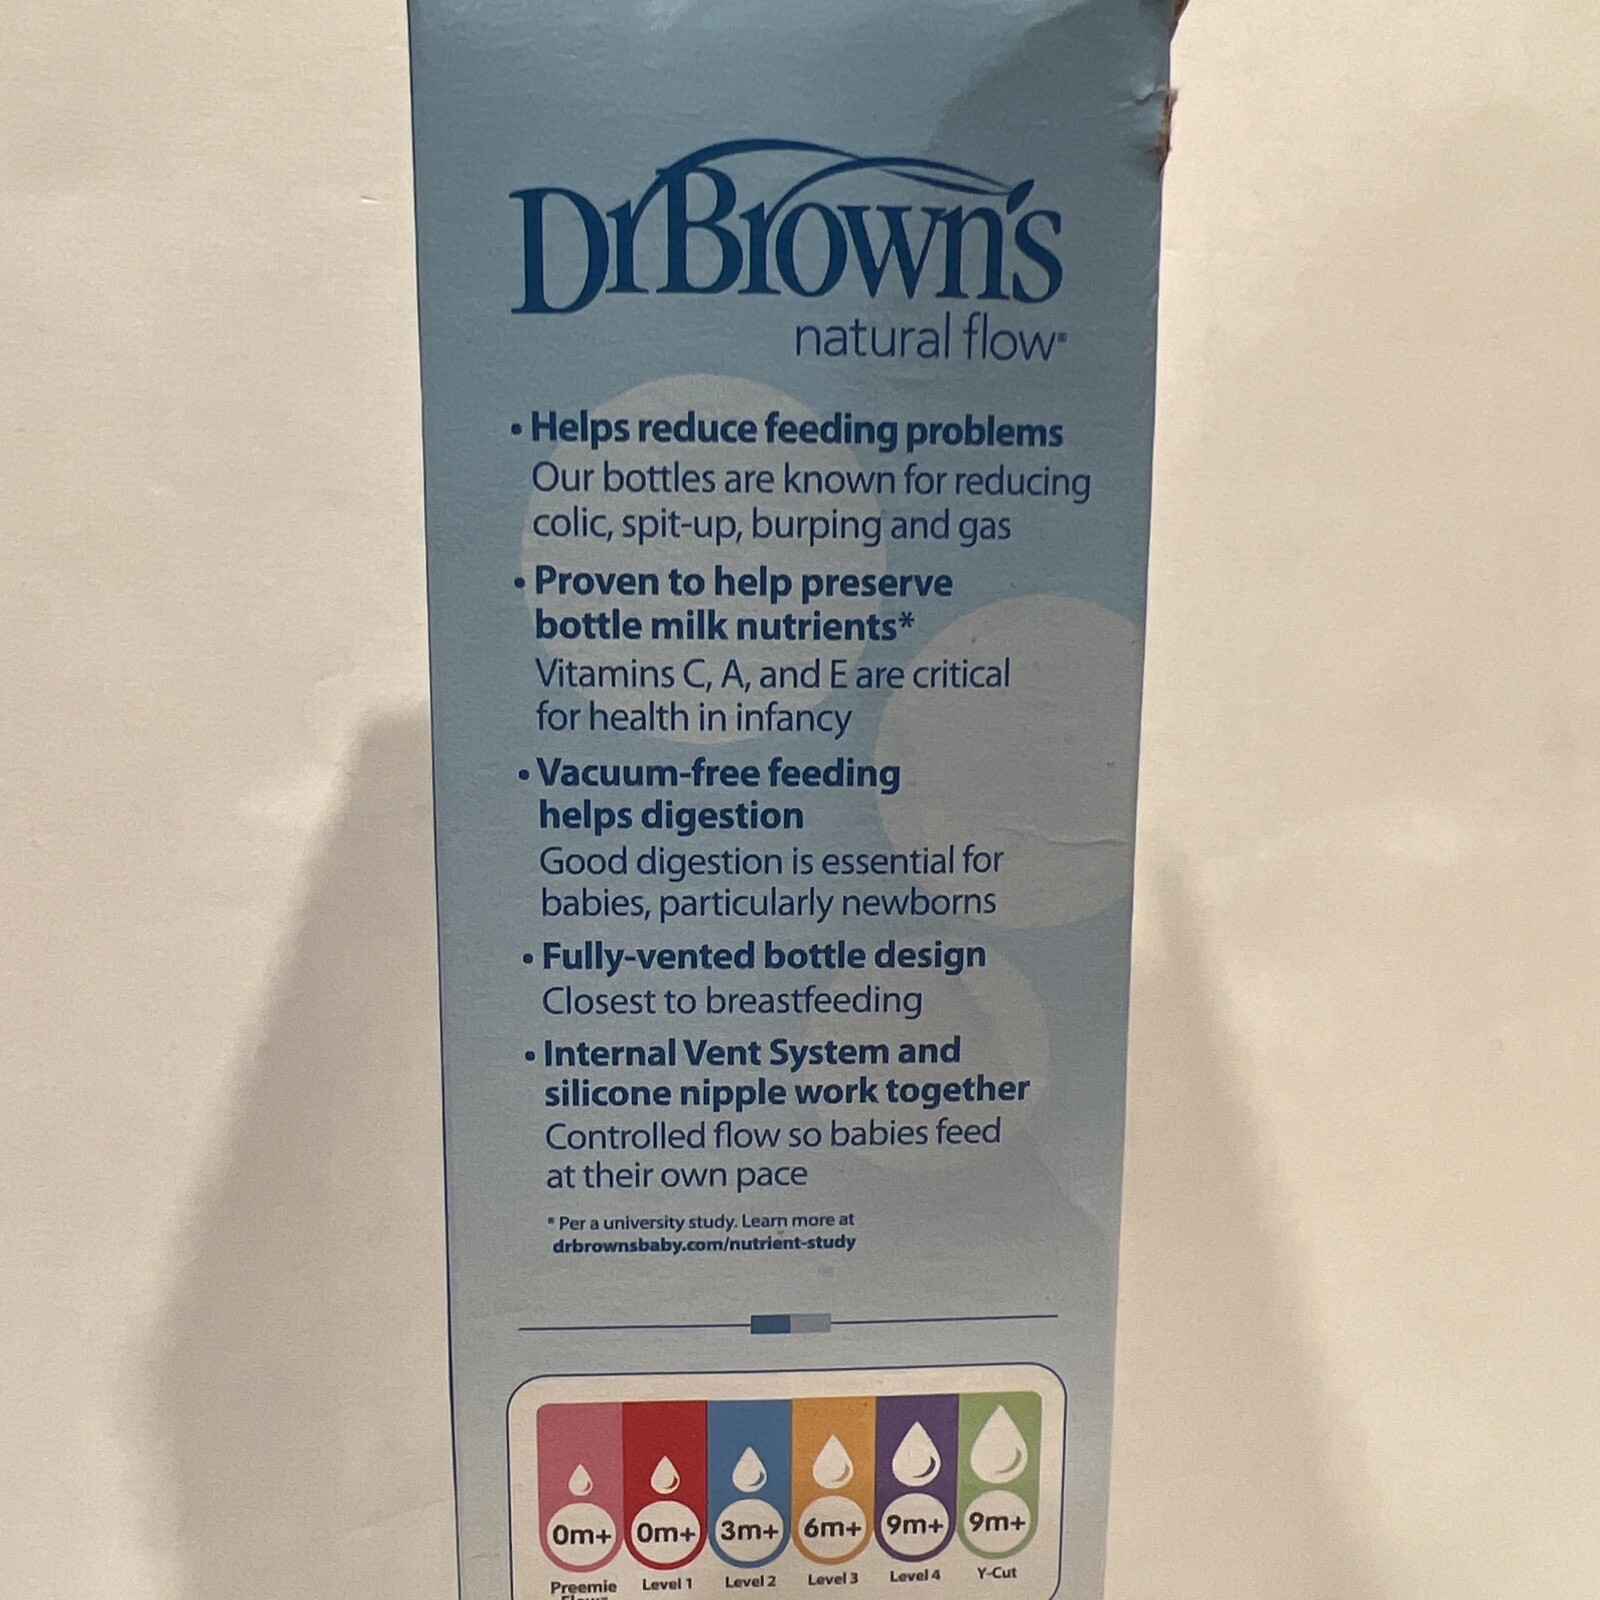 DrBrown's
natural flow®
• Helps reduce feeding problems
Our bottles are known for reducing
colic, spit-up, burping and gas
• Proven to help preserve
bottle milk nutrients*
Vitamins C, A, and E are critical
for health in infancy
• Vacuum-free feeding
helps digestion
Good digestion is essential for
babies, particularly newborns
• Fully-vented bottle design
Closest to breastfeeding
• Internal Vent System and
silicone nipple work together
Controlled flow so babies feed
at their own pace
* Per a university study. Learn more at
drbrownsbaby.com/nutrient-study
0m+ 0m+ 3m+ 6m+ 9m+ 9m+
Preemie Level 1 Level 2 Level 3 Level 4 Y-Cut